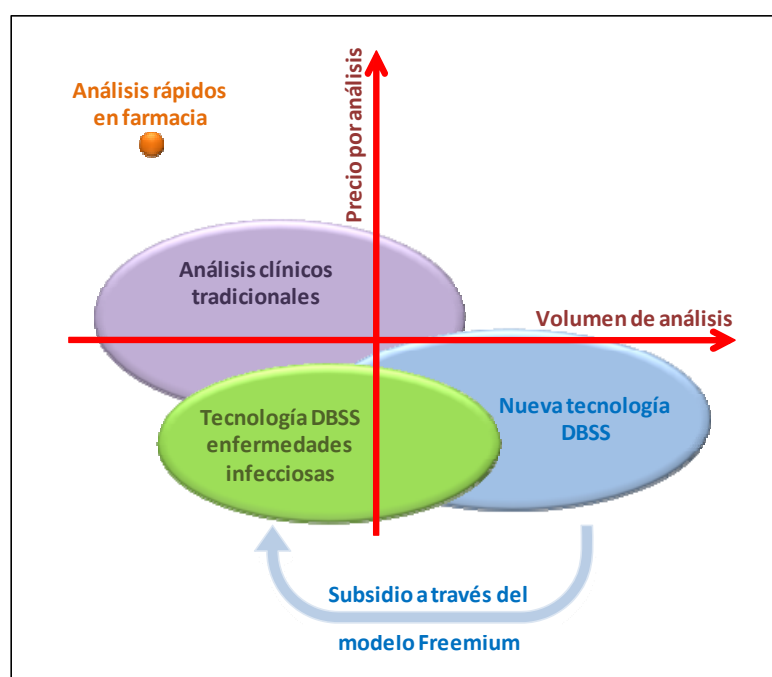 Análisis rápidos
en farmacia
Precio por análisis
Análisis clínicos
tradicionales
Volumen de análisis
Tecnología DBSS
enfermedades
infecciosas
Nueva tecnología
DBSS
Subsidio a través del
modelo Freemium